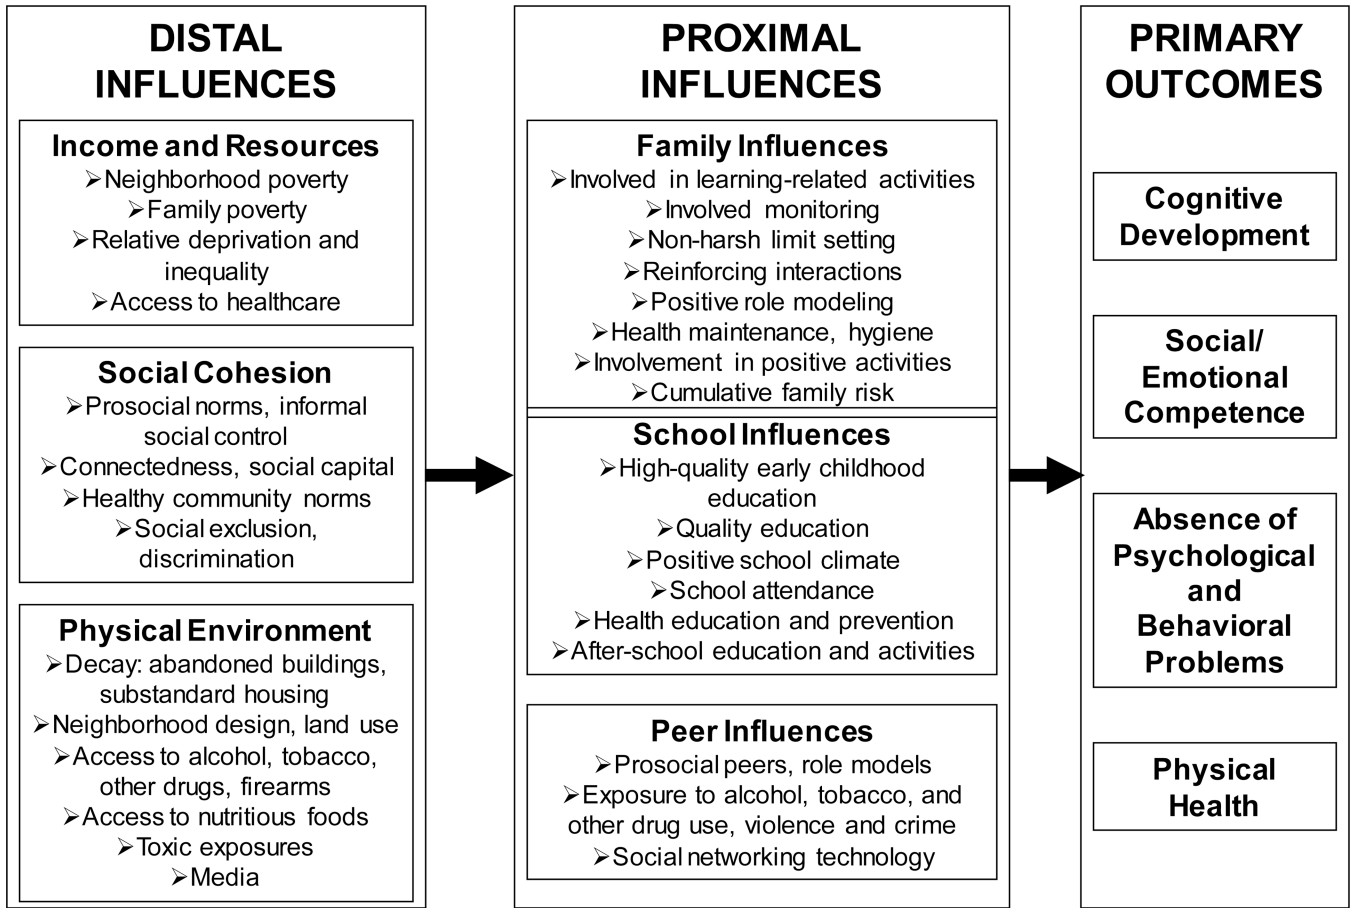 DISTAL
INFLUENCES
Income and Resources
➢Neighborhood poverty
➢Family poverty
➢Relative deprivation and
inequality
➢Access to healthcare
Social Cohesion
➢Prosocial norms, informal
social control
➢Connectedness, social capital
➢Healthy community norms
➢Social exclusion,
discrimination
Physical Environment
➢Decay: abandoned buildings,
substandard housing
➢Neighborhood design, land use
➢Access to alcohol, tobacco,
other drugs, firearms
➢Access to nutritious foods
➢Toxic exposures
➢Media
PROXIMAL
INFLUENCES
Family Influences
➢Involved in learning-related activities
➢Involved monitoring
➢Non-harsh limit setting
➢Reinforcing interactions
➢Positive role modeling
➢Health maintenance, hygiene
➢Involvement in positive activities
➢Cumulative family risk
School Influences
➢High-quality early childhood
education
➢Quality education
➢Positive school climate
➢School attendance
➢Health education and prevention
➢After-school education and activities
Peer Influences
➢Prosocial peers, role models
➢Exposure to alcohol, tobacco, and
other drug use, violence and crime
➢Social networking technology
PRIMARY
OUTCOMES
Cognitive
Development
Social/
Emotional
Competence
Absence of
Psychological
and
Behavioral
Problems
Physical
Health